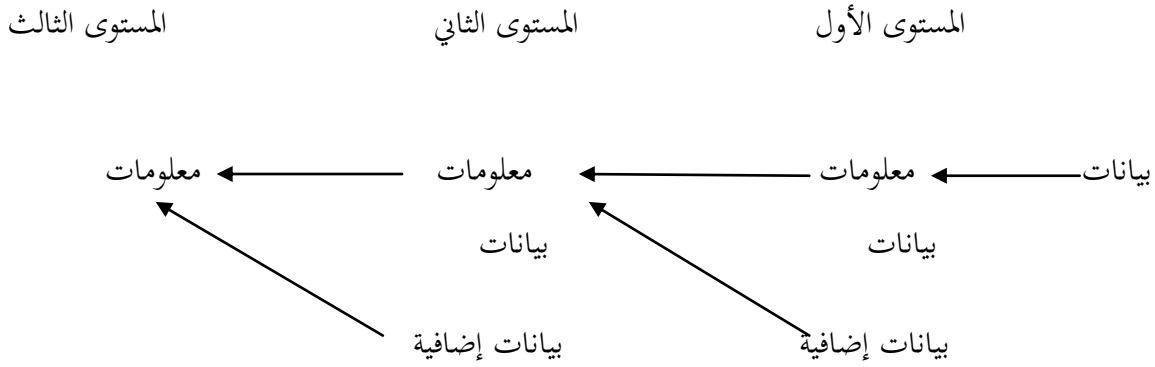 المستوى الأول المستوى الثاني المستوى الثالث
بيانات معلومات معلومات معلومات
بيانات بيانات
بيانات إضافية بيانات إضافية